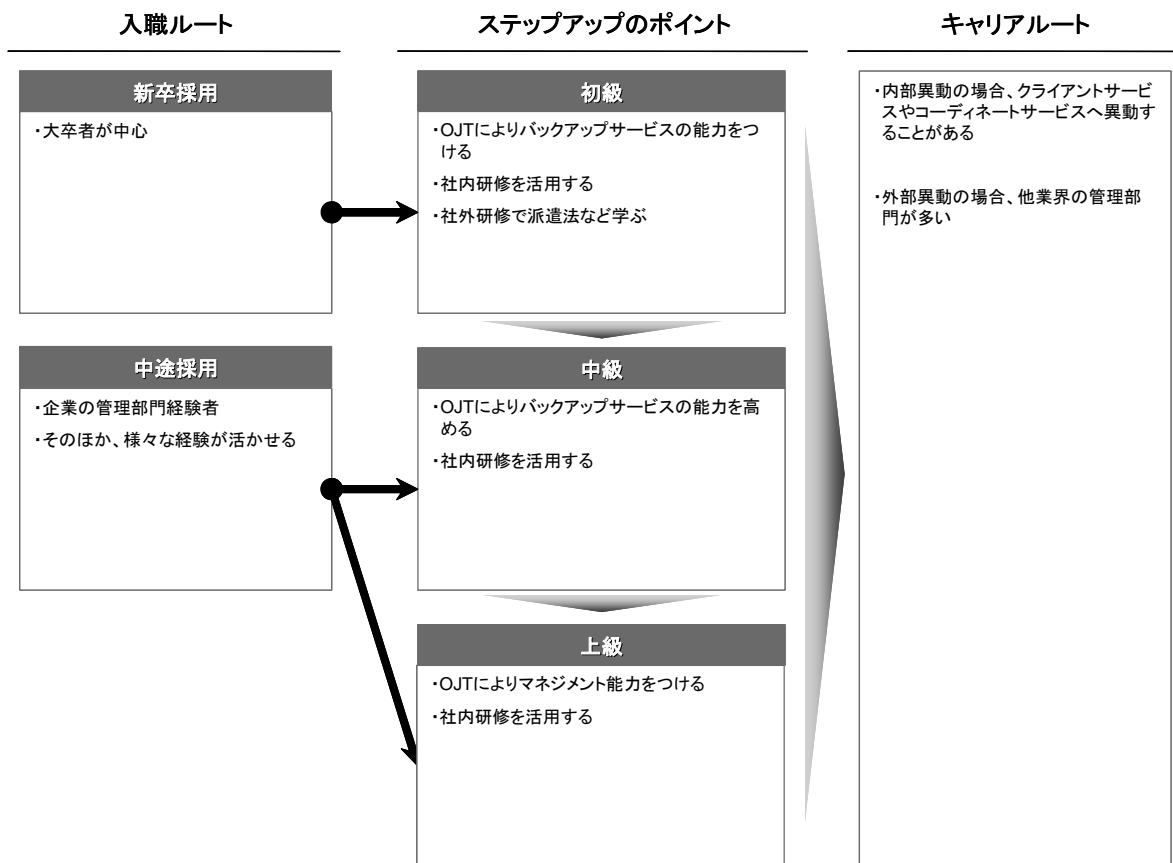 入職ルート
ステップアップのポイント
キャリアルート
新卒採用
・大卒者が中心
初級
・OJTによりバックアップサービスの能力をつ
ける
・社内研修を活用する
・社外研修で派遣法など学ぶ
中途採用
・企業の管理部門経験者
・そのほか、様々な経験が活かせる
中級
・OJTによりバックアップサービスの能力を高
める
・社内研修を活用する
上級
・OJTによりマネジメント能力をつける
・社内研修を活用する
・内部異動の場合、クライアントサービ
スやコーディネートサービスへ異動す
ることがある
・外部異動の場合、他業界の管理部
門が多い